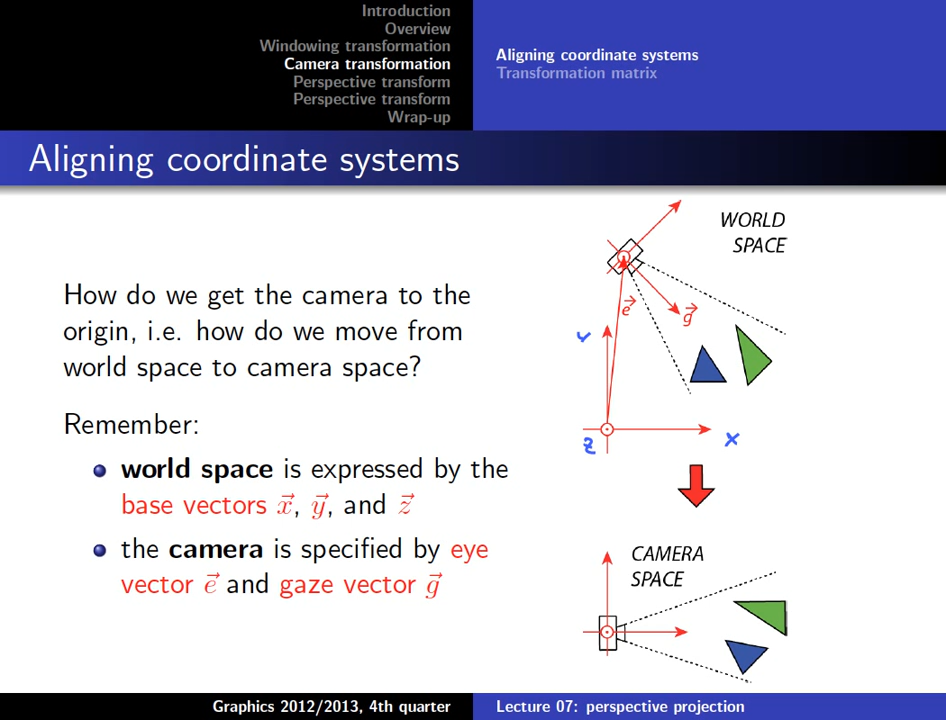 Introduction
Overview
Windowing transformation
Camera transformation
Perspective transform
Perspective transform
Wrap-up
Aligning coordinate systems
Transformation matrix
Aligning coordinate systems
How do we get the camera to the
origin, i.e. how do we move from
world space to camera space?
Remember:
world space is expressed by the
base vectors x⃗, y⃗, and z⃗
the camera is specified by eye
vector e⃗ and gaze vector g⃗
WORLD
SPACE
e⃗
g⃗
Y
X
Z
CAMERA
SPACE
Graphics 2012/2013, 4th quarter
Lecture 07: perspective projection